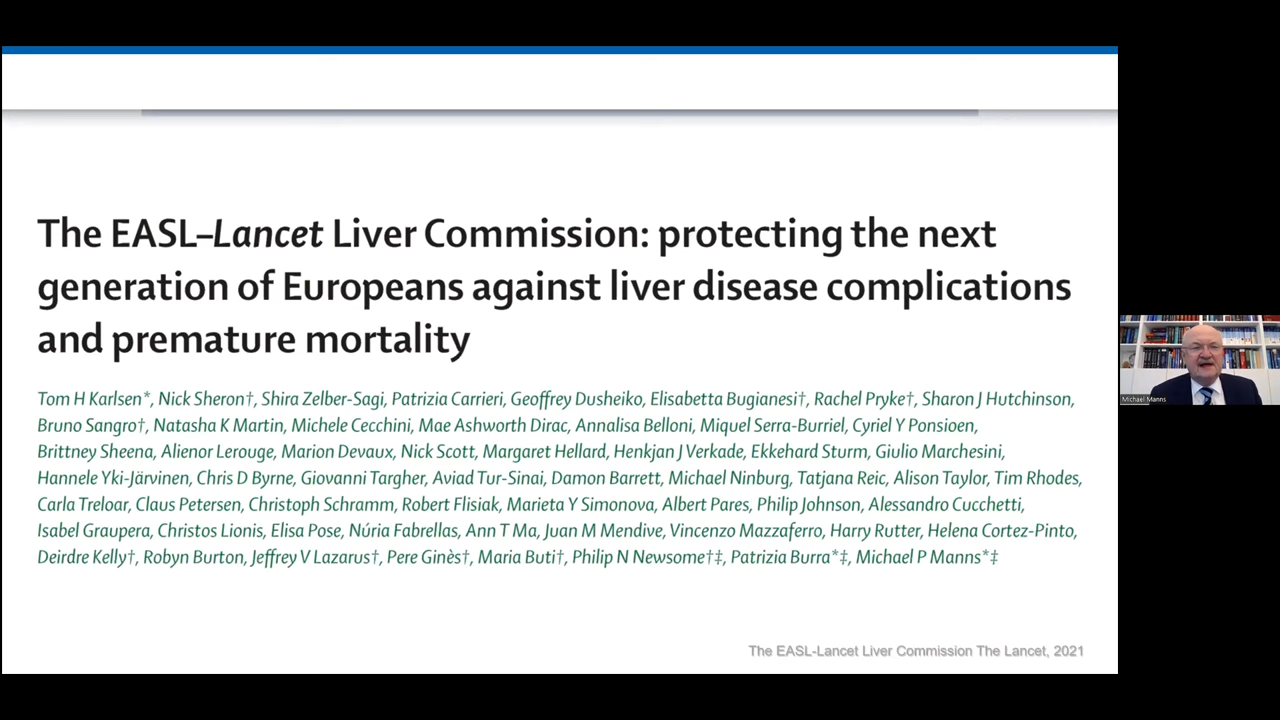 The EASL–Lancet Liver Commission: protecting the next
generation of Europeans against liver disease complications
and premature mortality
Tom H Karlsen*, Nick Sheron†, Shira Zelber-Sagi, Patrizia Carrieri, Geoffrey Dusheiko, Elisabetta Bugianesi†, Rachel Pryke†, Sharon J Hutchinson,
Bruno Sangro†, Natasha K Martin, Michele Cecchini, Mae Ashworth Dirac, Annalisa Belloni, Miquel Serra-Burriel, Cyriel Y Ponsioen,
Brittney Sheena, Alienor Lerouge, Marion Devaux, Nick Scott, Margaret Hellard, Henkjan J Verkade, Ekkehard Sturm, Giulio Marchesini,
Hannele Yki-Järvinen, Chris D Byrne, Giovanni Targher, Aviad Tur-Sinai, Damon Barrett, Michael Ninburg, Tatjana Reic, Alison Taylor, Tim Rhodes,
Carla Treloar, Claus Petersen, Christoph Schramm, Robert Flisiak, Marieta Y Simonova, Albert Pares, Philip Johnson, Alessandro Cucchetti,
Isabel Graupera, Christos Lionis, Elisa Pose, Núria Fabrellas, Ann T Ma, Juan M Mendive, Vincenzo Mazzaferro, Harry Rutter, Helena Cortez-Pinto,
Deirdre Kelly†, Robyn Burton, Jeffrey V Lazarus†, Pere Ginès†, Maria Buti†, Philip N Newsome†‡, Patrizia Burra*‡, Michael P Manns*‡
The EASL-Lancet Liver Commission The Lancet, 2021
Michael Manns